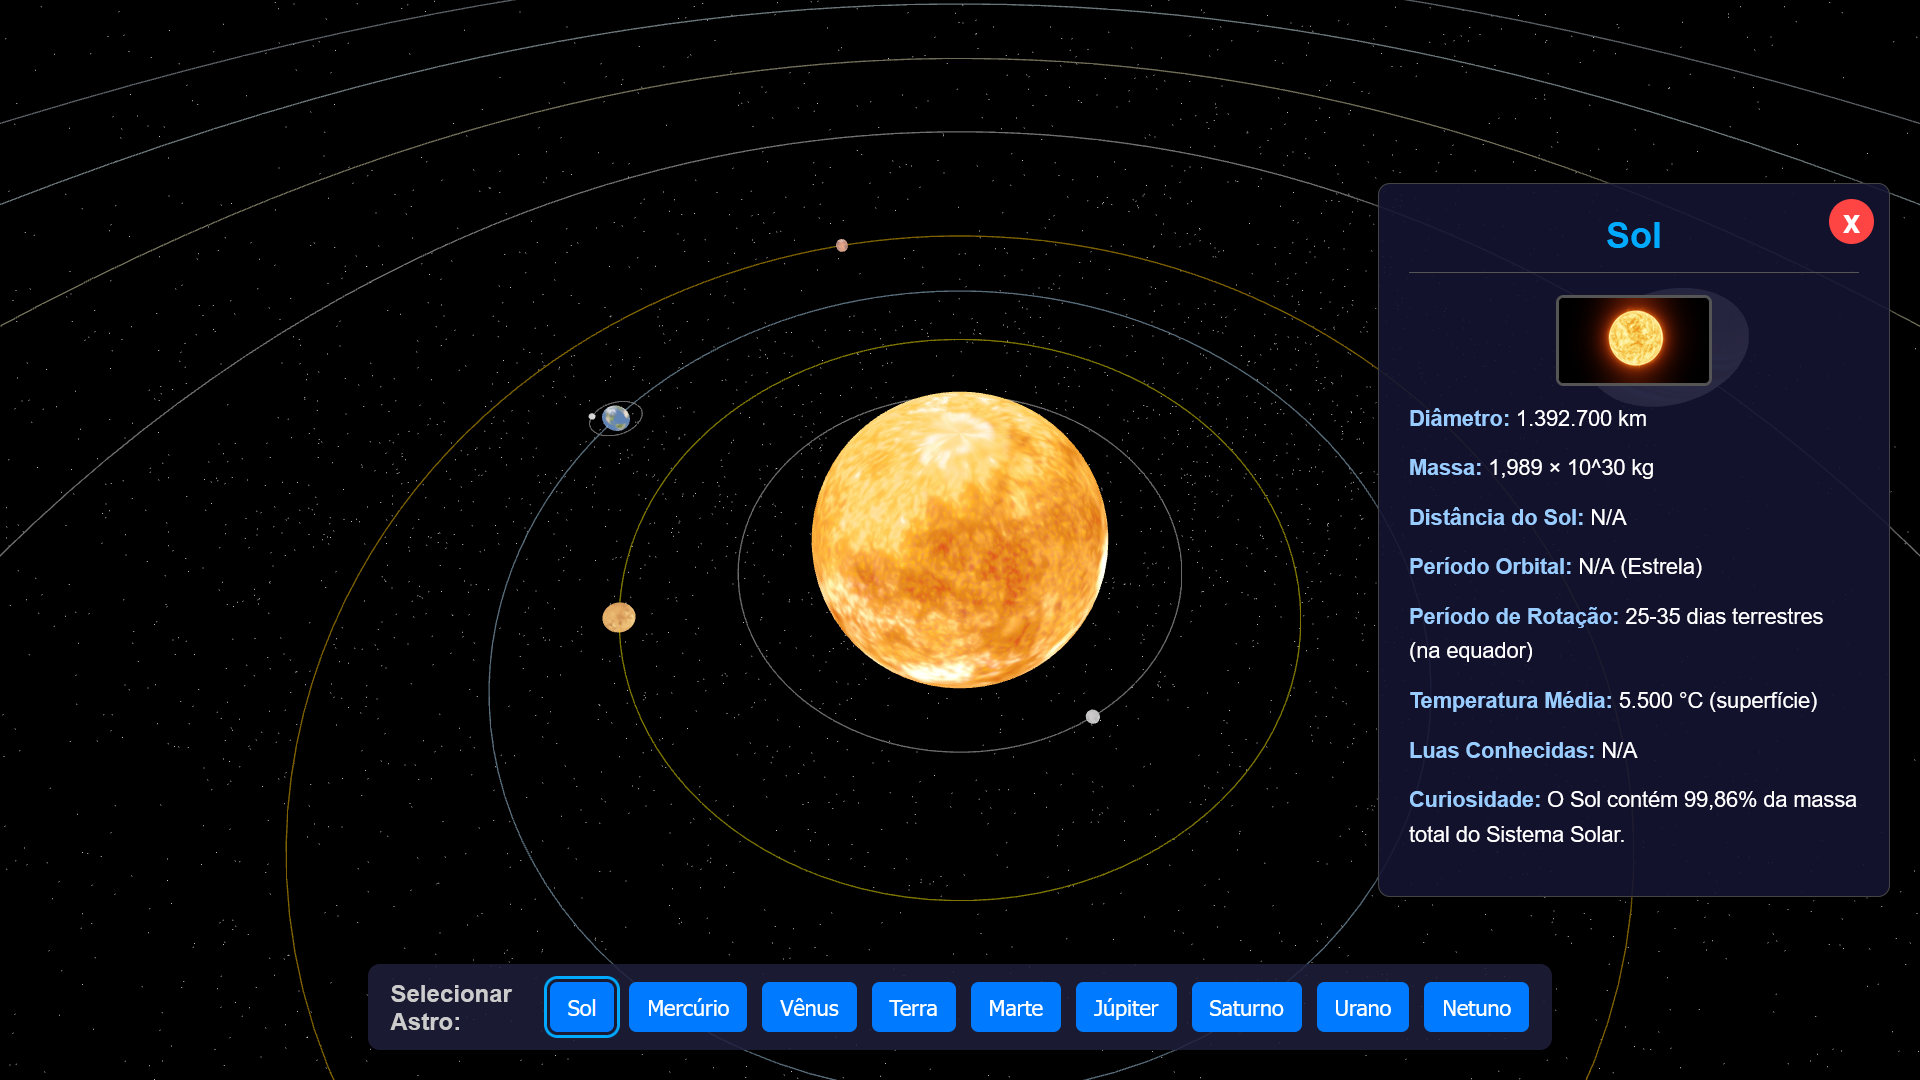 Sol
X
Diâmetro: 1.392.700 km
Massa: 1,989 × 10^30 kg
Distância do Sol: N/A
Período Orbital: N/A (Estrela)
Período de Rotação: 25-35 dias terrestres
(na equador)
Temperatura Média: 5.500 °C (superfície)
Luas Conhecidas: N/A
Curiosidade: O Sol contém 99,86% da massa
total do Sistema Solar.
Selecionar
Astro:
Sol
Mercúrio
Vênus
Terra
Marte
Júpiter
Saturno
Urano
Netuno